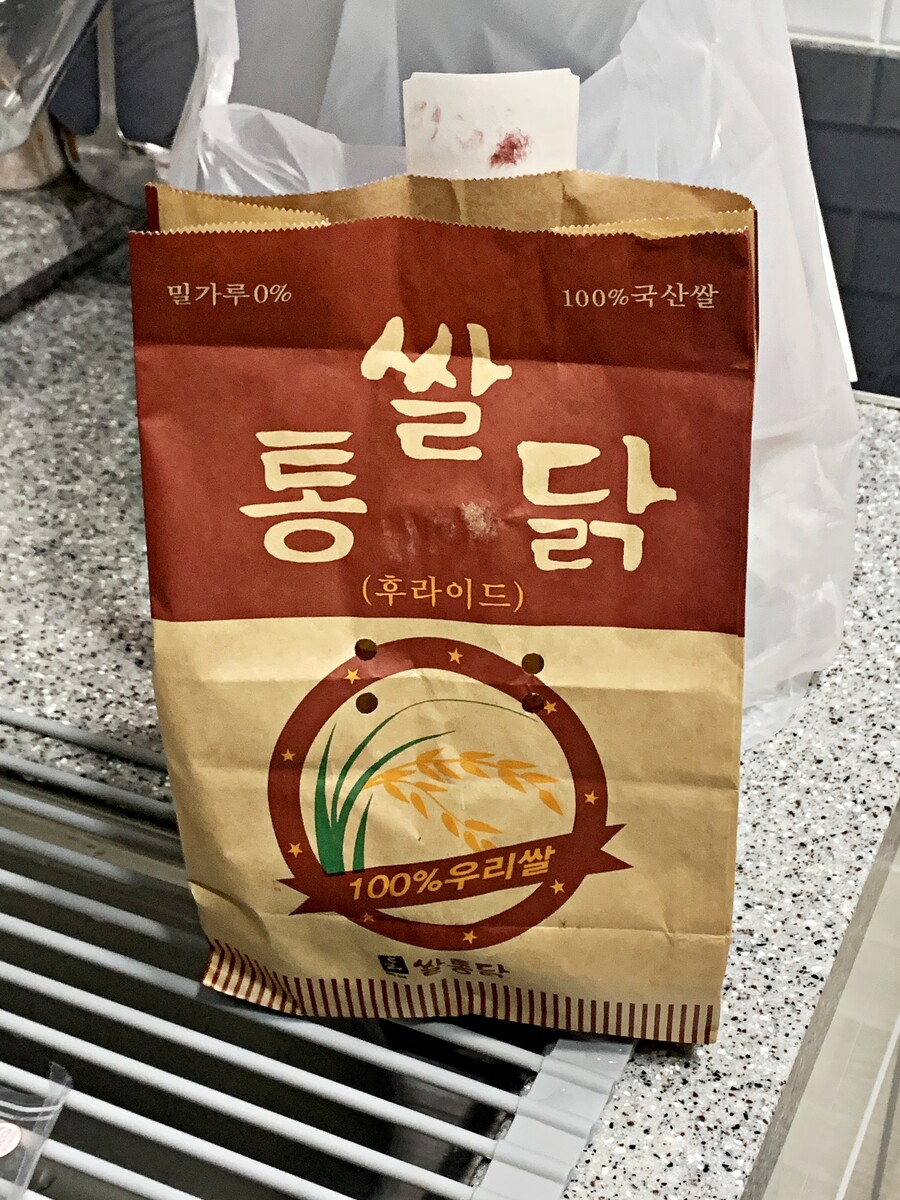 밀가루0%
100%국산쌀
쌀
통 닭
(후라이드)
100%우리쌀
쌀통닭